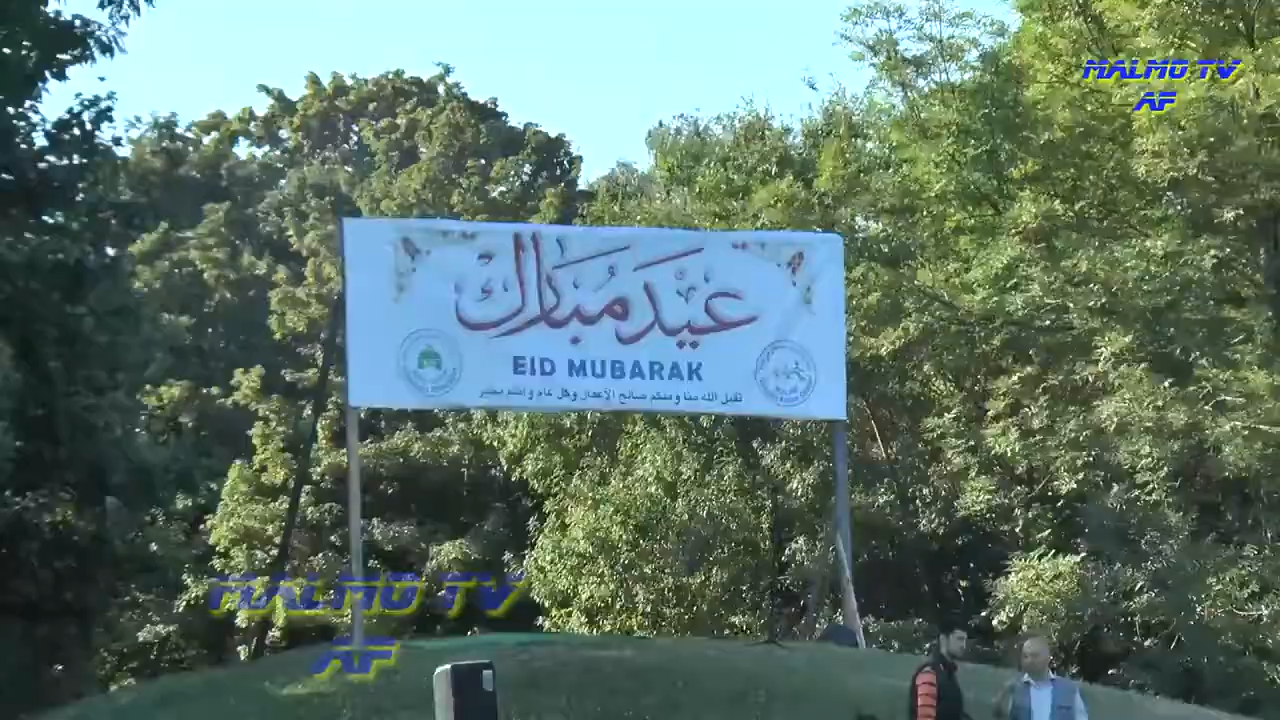 MALMO TV
AF
عيد مبارك
EID MUBARAK
تقبل الله منا ومنكم صالح الأعمال وكل عام وانتم بخير
MALMO TV
AF